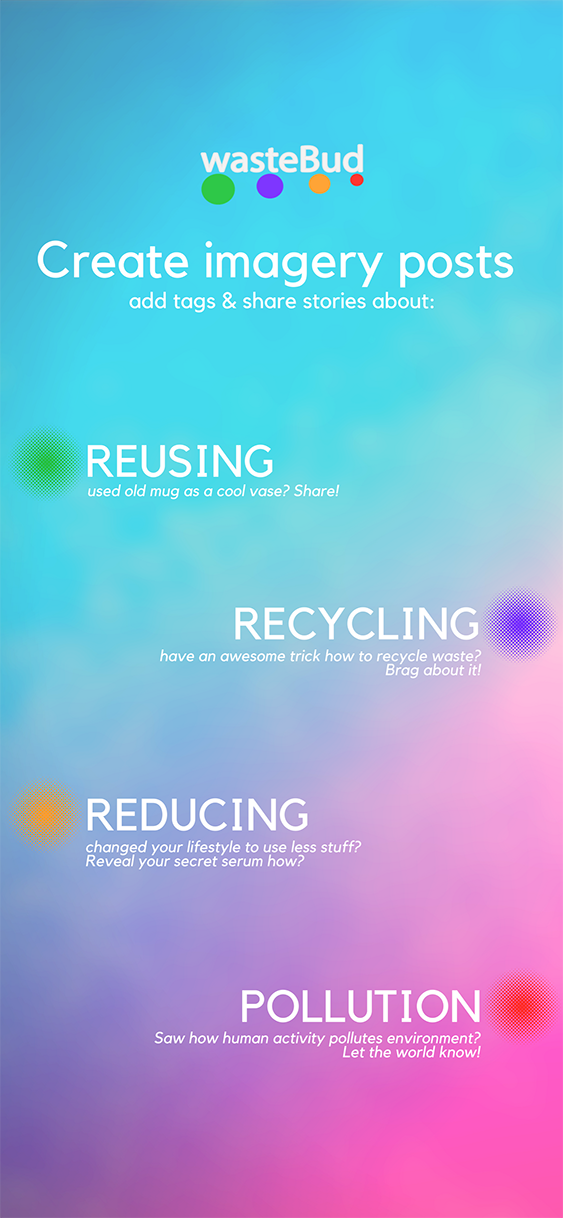 wasteBud
Create imagery posts
add tags & share stories about:
REUSING
used old mug as a cool vase? Share!
RECYCLING
have an awesome trick how to recycle waste?
Brag about it!
REDUCING
changed your lifestyle to use less stuff?
Reveal your secret serum how?
POLLUTION
Saw how human activity pollutes environment?
Let the world know!